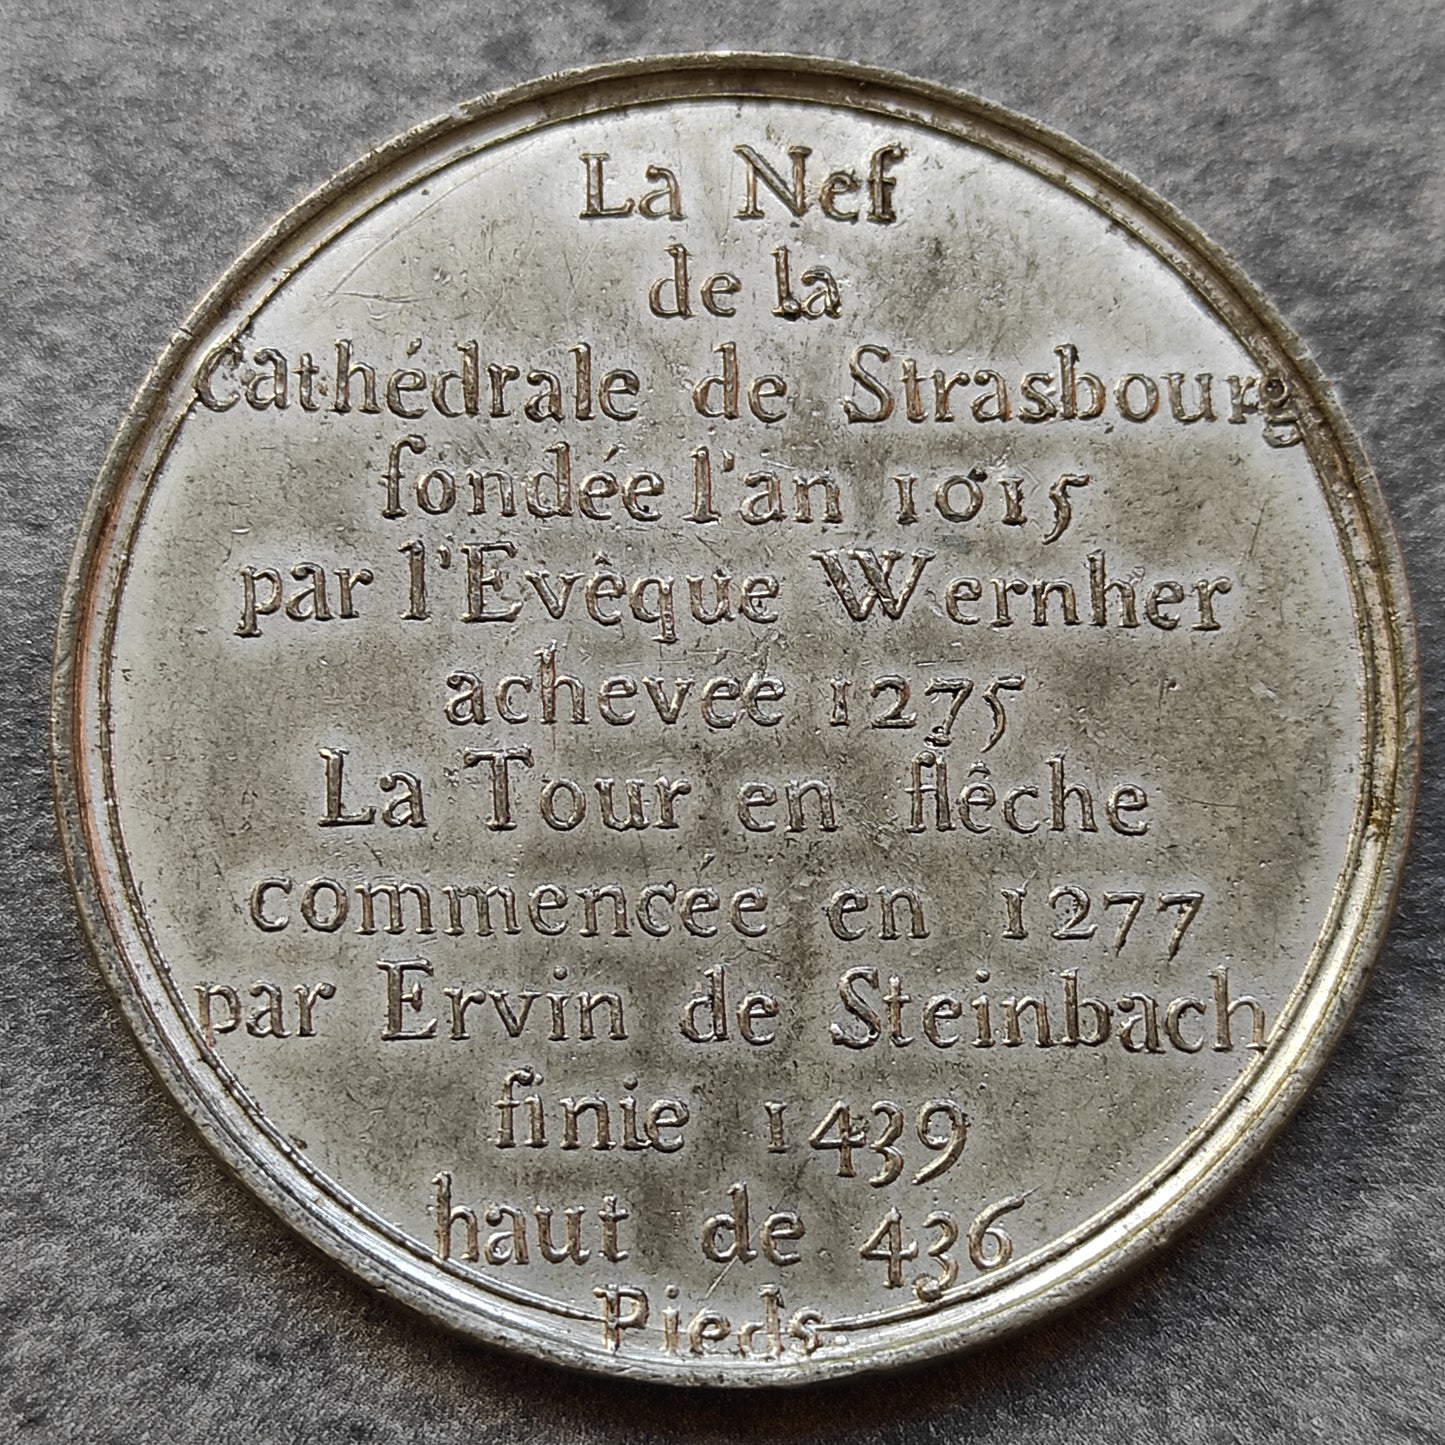 La Nef
de la
Cathédrale de Strasbourg
fondée l'an 1015
par l'Evêque Wernher
achevée 1275
La Tour en flêche
commencée en 1277
par Ervin de Steinbach
finie 1439
haut de 436
Pieds.